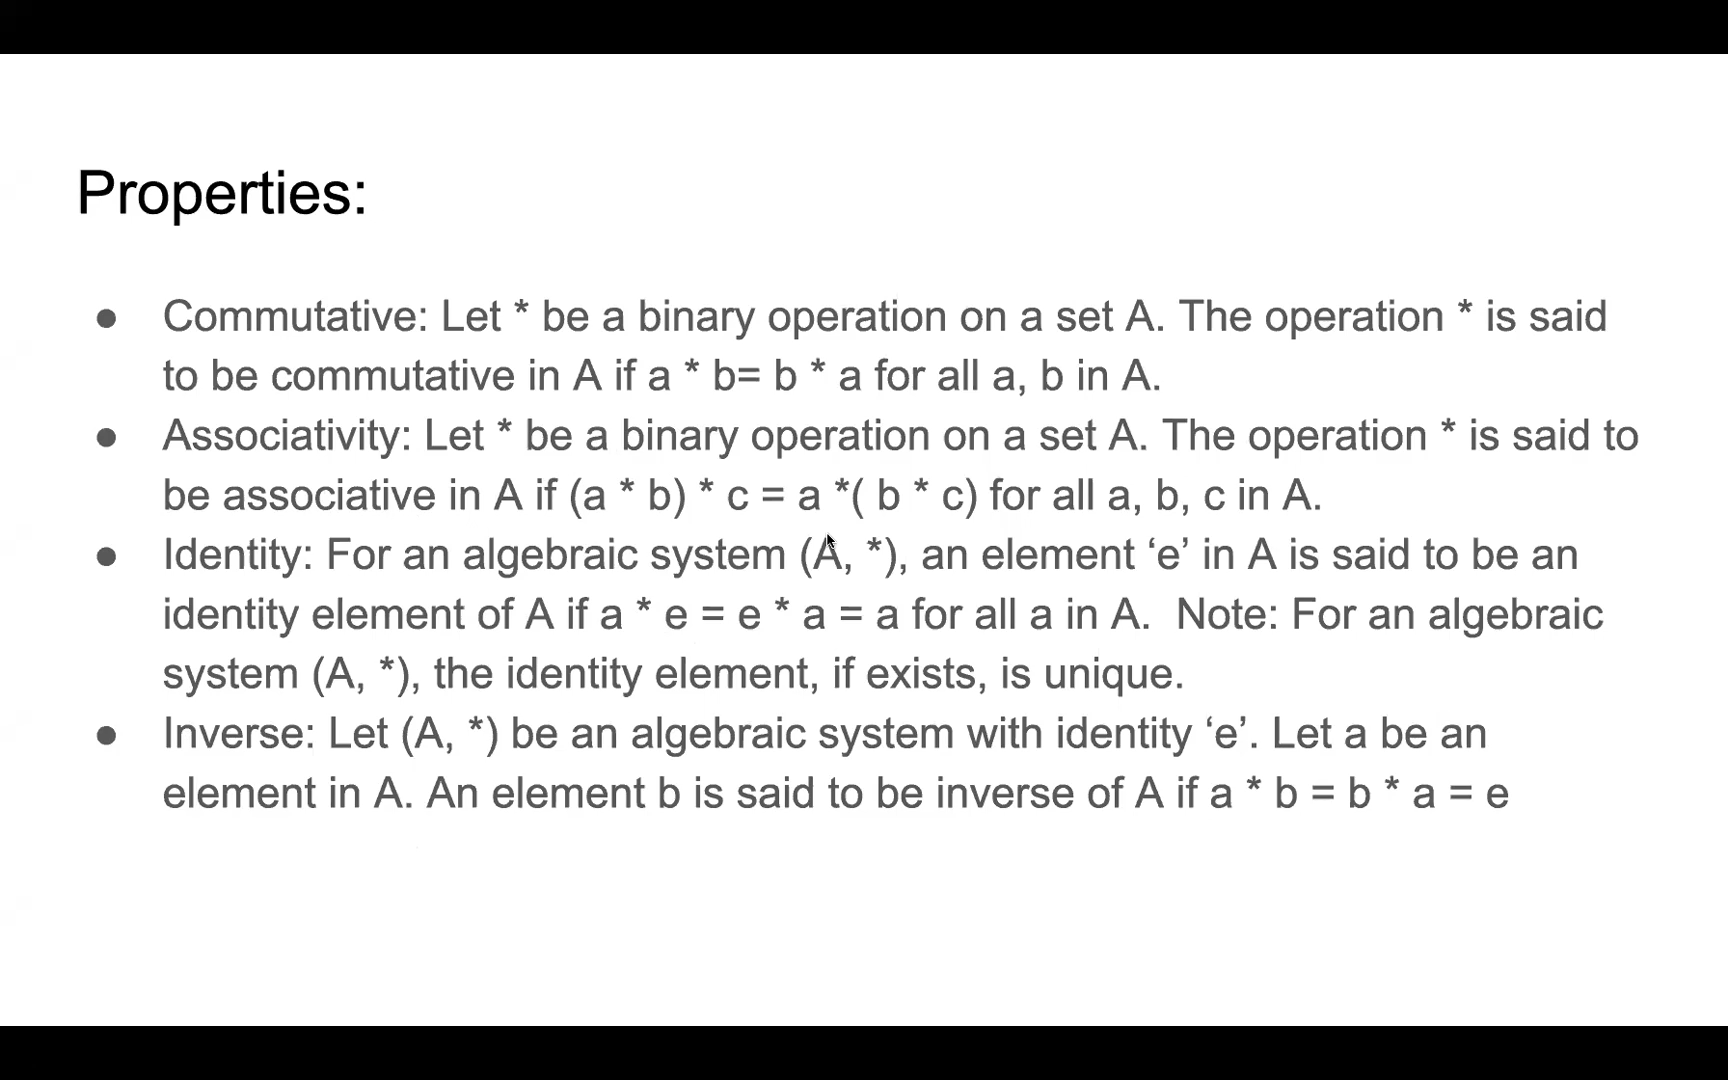 Properties:
● Commutative: Let * be a binary operation on a set A. The operation * is said
to be commutative in A if a * b= b * a for all a, b in A.
● Associativity: Let * be a binary operation on a set A. The operation * is said to
be associative in A if (a * b) * c = a *( b * c) for all a, b, c in A.
● Identity: For an algebraic system (A, *), an element ‘e’ in A is said to be an
identity element of A if a * e = e * a = a for all a in A.  Note: For an algebraic
system (A, *), the identity element, if exists, is unique.
● Inverse: Let (A, *) be an algebraic system with identity ‘e’. Let a be an
element in A. An element b is said to be inverse of A if a * b = b * a = e